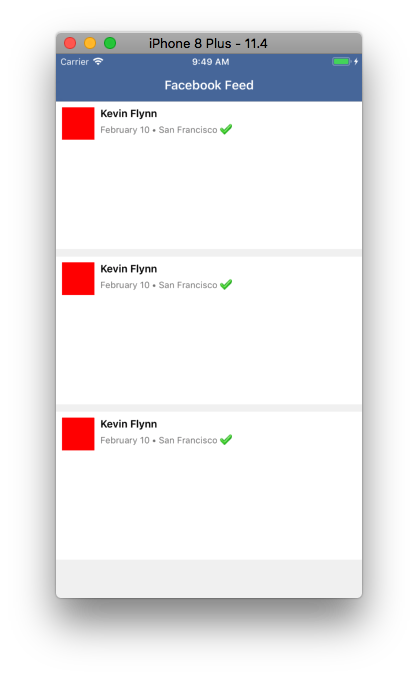 iPhone 8 Plus - 11.4
Carrier 9:49 AM
Facebook Feed
Kevin Flynn
February 10 • San Francisco
Kevin Flynn
February 10 • San Francisco
Kevin Flynn
February 10 • San Francisco